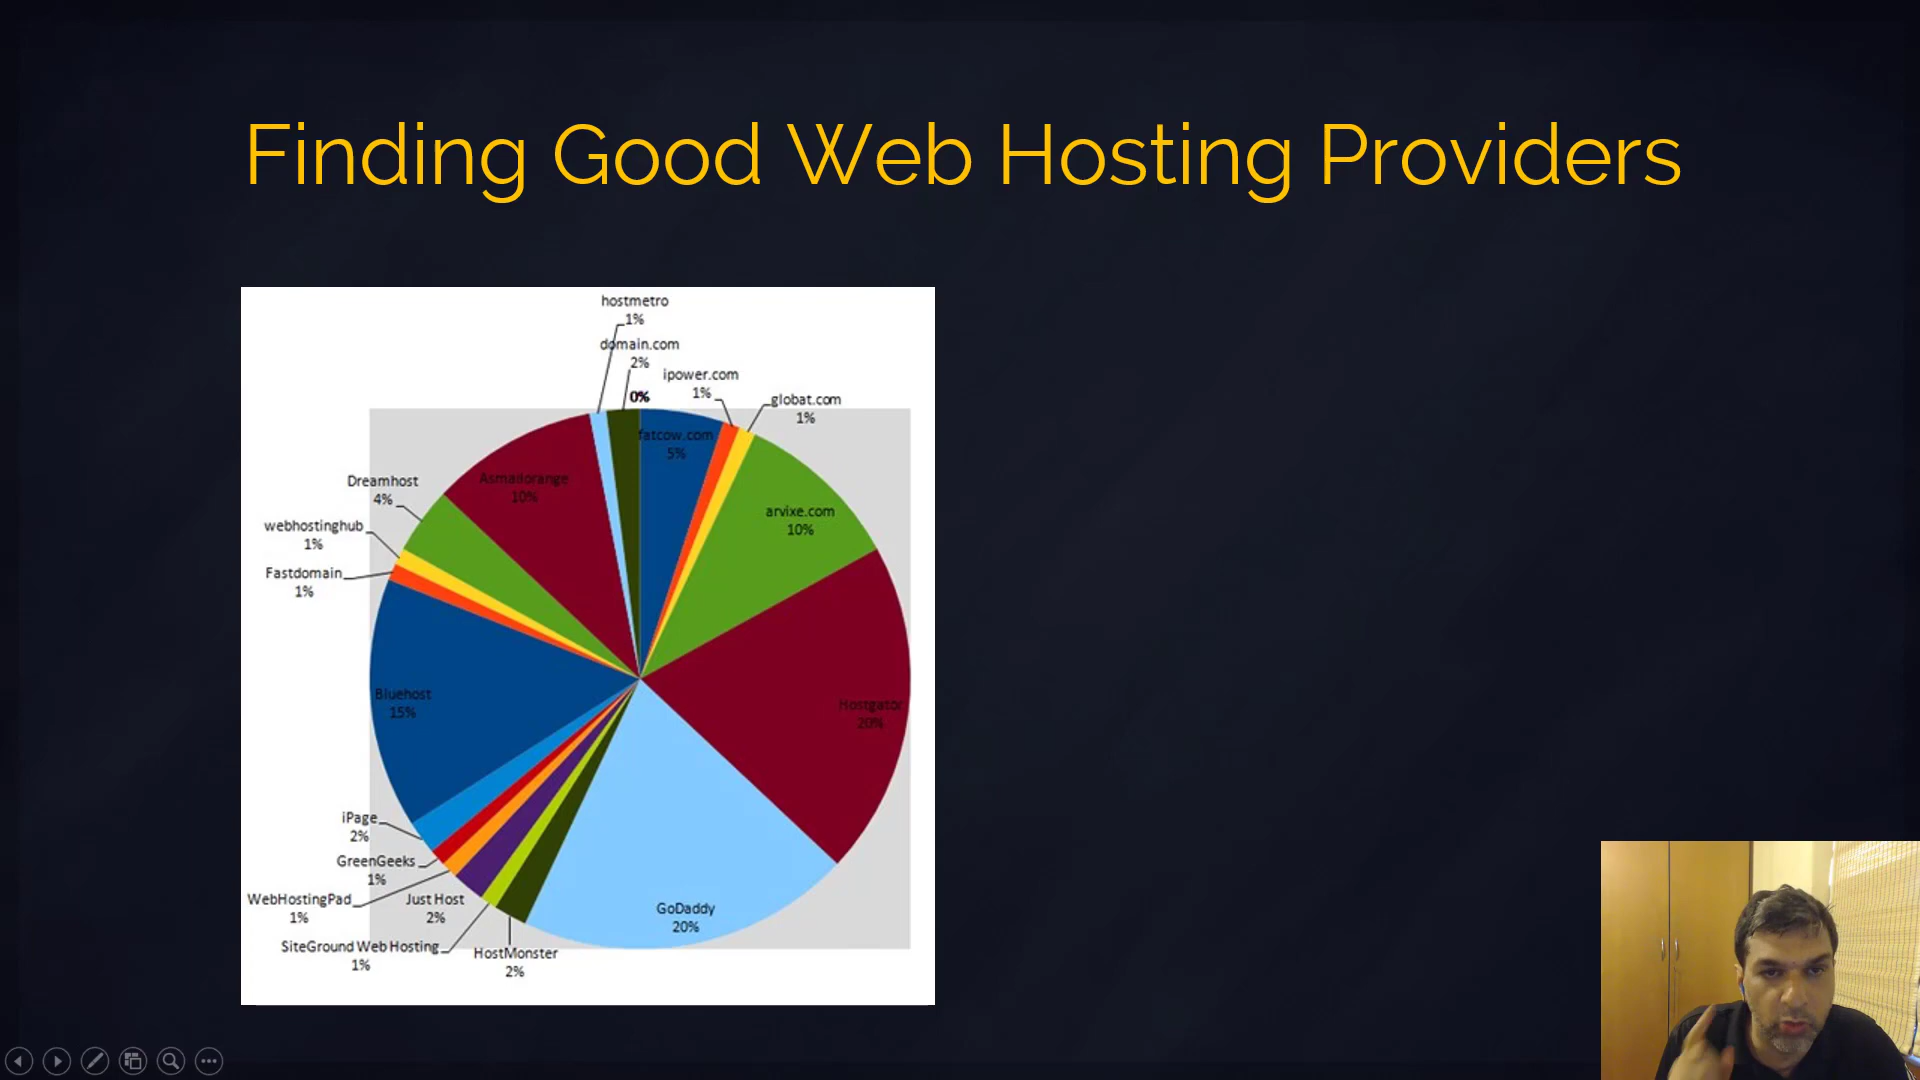 Finding Good Web Hosting Providers
hostmetro
1%
domain.com
2%
0%
ipower.com
1%
globat.com
1%
fatcow.com
5%
arvixe.com
10%
Hostgator
20%
GoDaddy
20%
HostMonster
2%
SiteGround Web Hosting
1%
Just Host
2%
WebHostingPad
1%
GreenGeeks
1%
iPage
2%
Bluehost
15%
Fastdomain
1%
webhostinghub
1%
Dreamhost
4%
Asmallorange
10%